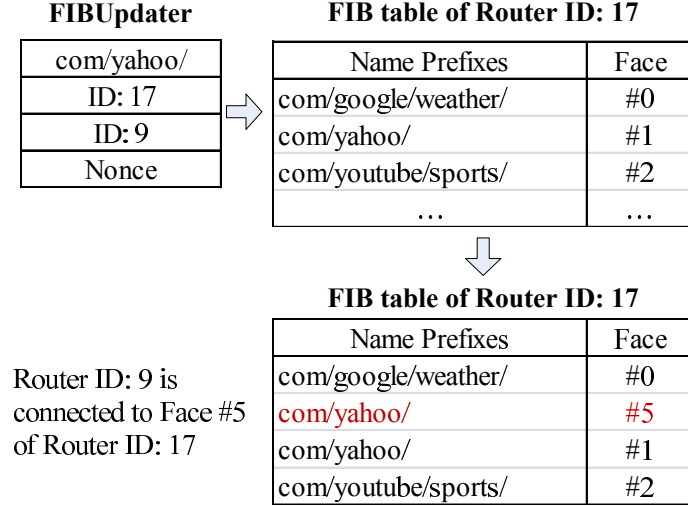 FIBUpdater
com/yahoo/
ID: 17
ID: 9
Nonce
FIB table of Router ID: 17
Name Prefixes Face
com/google/weather/ #0
com/yahoo/ #1
com/youtube/sports/ #2
… …
FIB table of Router ID: 17
Name Prefixes Face
com/google/weather/ #0
com/yahoo/ #5
com/yahoo/ #1
com/youtube/sports/ #2
Router ID: 9 is
connected to Face #5
of Router ID: 17